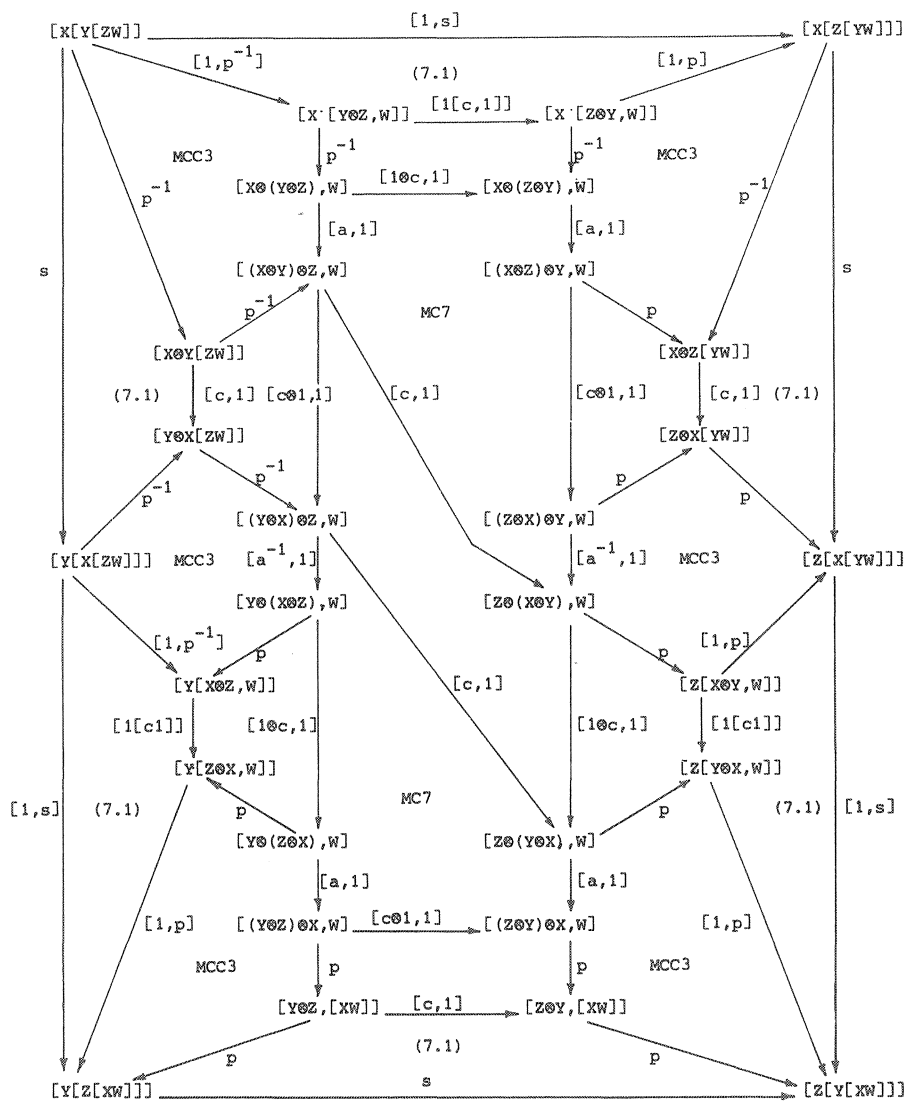 [X[Y[ZW]] [1,s] [X[Z[YW]]]
[1,p⁻¹] (7.1) [1,p]
[X [Y⊗Z,W]] [1[c,1]] [X [Z⊗Y,W]]
MCC3 p⁻¹ p⁻¹ MCC3
[X⊗(Y⊗Z),W] [1⊗c,1] [X⊗(Z⊗Y),W]
p⁻¹ [a,1] [a,1] p⁻¹
s [(X⊗Y)⊗Z,W] [(X⊗Z)⊗Y,W] s
p⁻¹ MC7 p
[X⊗Y[ZW]] [X⊗Z[YW]]
(7.1) [c,1] [c⊗1,1] [c,1] [c⊗1,1] [c,1] (7.1)
[Y⊗X[ZW]] [Z⊗X[YW]]
p⁻¹ p⁻¹ p p
[(Y⊗X)⊗Z,W] [(Z⊗X)⊗Y,W]
[Y[X[ZW]]] MCC3 [a⁻¹,1] [a⁻¹,1] MCC3 [Z[X[YW]]]
[Y⊗(X⊗Z),W] [Z⊗(X⊗Y),W]
[1,p⁻¹] p p [1,p]
[Y[X⊗Z,W]] [c,1] [Z[X⊗Y,W]]
[1[c1]] [1⊗c,1] [1⊗c,1] [1[c1]]
[Y[Z⊗X,W]] [Z[Y⊗X,W]]
[1,s] (7.1) p MC7 p (7.1) [1,s]
[Y⊗(Z⊗X),W] [Z⊗(Y⊗X),W]
[a,1] [a,1]
[1,p] [(Y⊗Z)⊗X,W] [c⊗1,1] [(Z⊗Y)⊗X,W] [1,p]
MCC3 p p MCC3
[Y⊗Z,[XW]] [c,1] [Z⊗Y,[XW]]
p (7.1) p
[Y[Z[XW]]] s [Z[Y[XW]]]